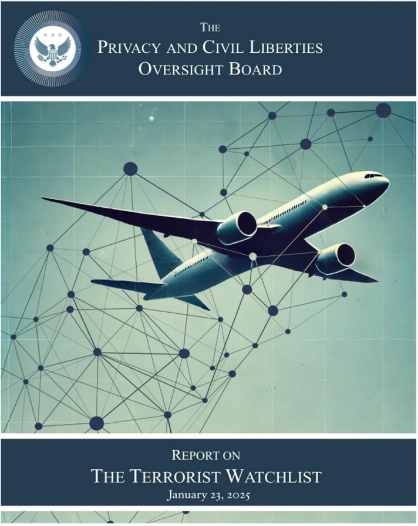 THE
PRIVACY AND CIVIL LIBERTIES
OVERSIGHT BOARD
REPORT ON
THE TERRORIST WATCHLIST
January 23, 2025